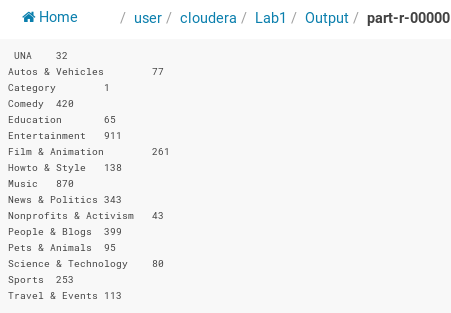 Home / user / cloudera / Lab1 / Output / part-r-00000
UNA 32
Autos & Vehicles 77
Category 1
Comedy 420
Education 65
Entertainment 911
Film & Animation 261
Howto & Style 138
Music 870
News & Politics 343
Nonprofits & Activism 43
People & Blogs 399
Pets & Animals 95
Science & Technology 80
Sports 253
Travel & Events 113